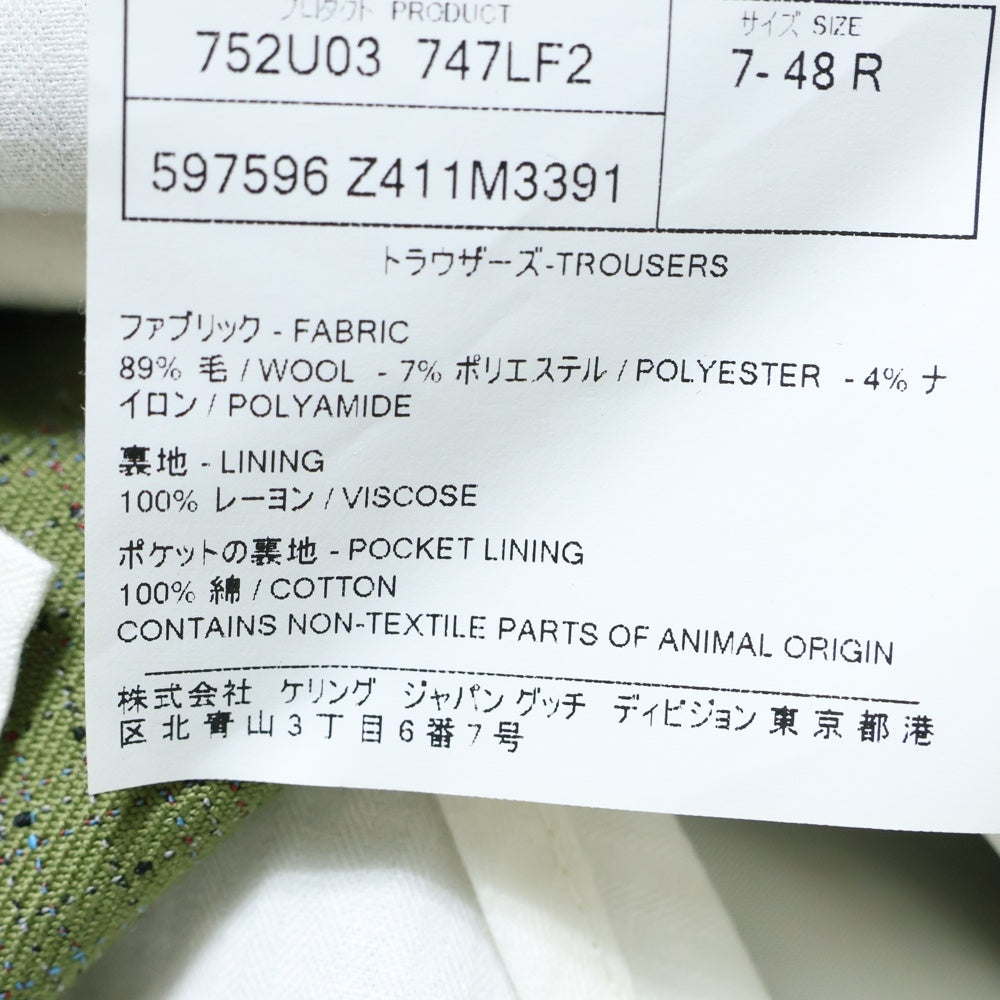 プロダクト PRODUCT
752U03 747LF2
サイズ SIZE
7- 48 R
597596 Z411M3391
トラウザーズ-TROUSERS
ファブリック - FABRIC
89% 毛 / WOOL - 7% ポリエステル / POLYESTER - 4% ナ
イロン / POLYAMIDE
裏地 - LINING
100% レーヨン / VISCOSE
ポケットの裏地 - POCKET LINING
100% 綿 / COTTON
CONTAINS NON-TEXTILE PARTS OF ANIMAL ORIGIN
株式会社 ケリング ジャパン グッチ ディビジョン 東京都港
区北青山3丁目6番7号